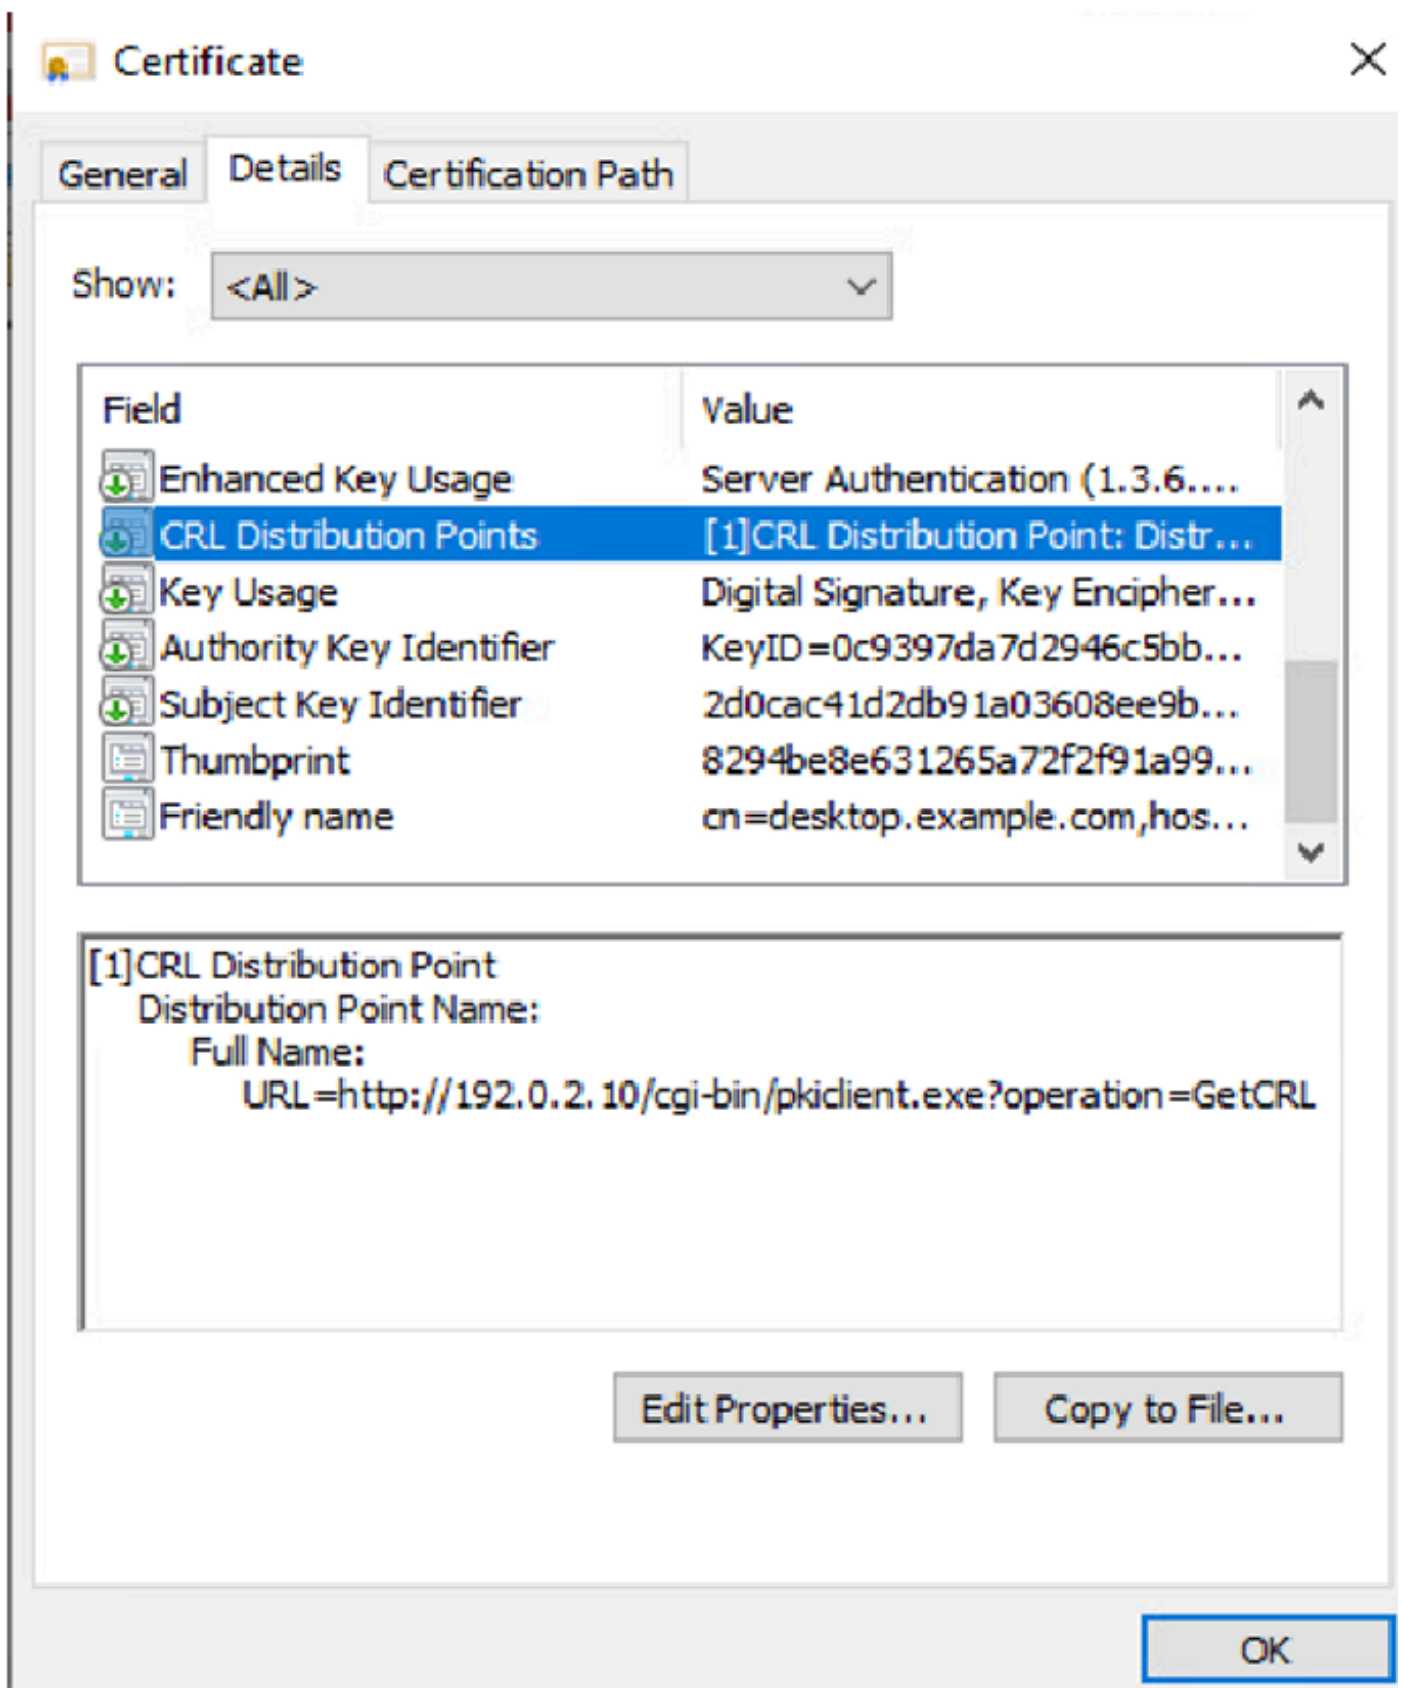 Certificate
General Details Certification Path
Show: <All>
Field Value
Enhanced Key Usage Server Authentication (1.3.6....
CRL Distribution Points [1]CRL Distribution Point: Distr...
Key Usage Digital Signature, Key Encipher...
Authority Key Identifier KeyID=0c9397da7d2946c5bb...
Subject Key Identifier 2d0cac41d2db91a03608ee9b...
Thumbprint 8294be8e631265a72f2f91a99...
Friendly name cn=desktop.example.com,hos...
[1]CRL Distribution Point
Distribution Point Name:
Full Name:
URL=http://192.0.2.10/cgi-bin/pkiclient.exe?operation=GetCRL
Edit Properties... Copy to File...
OK